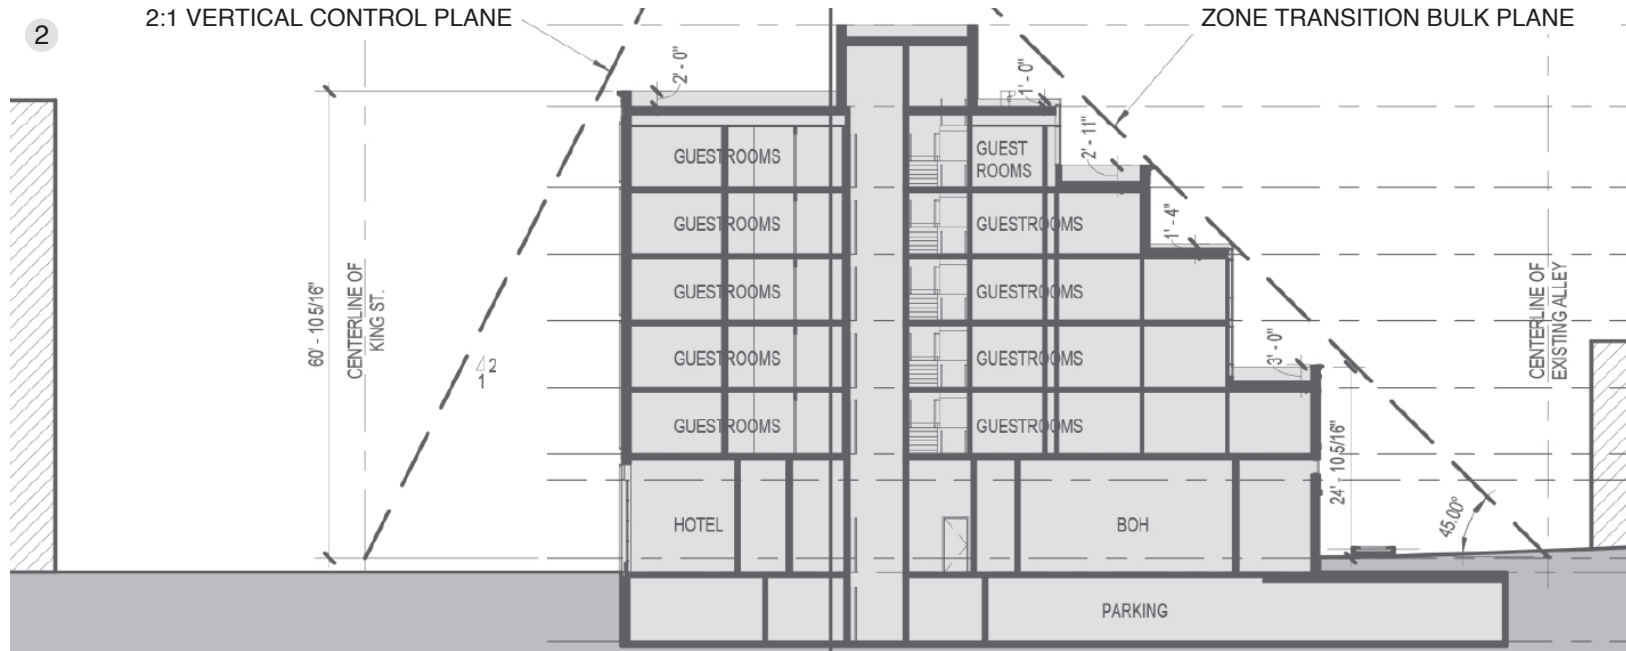 2
2:1 VERTICAL CONTROL PLANE
ZONE TRANSITION BULK PLANE
2' - 0"
1' - 0"
2' - 11"
1' - 4"
3' - 0"
60' - 10 5/16"
CENTERLINE OF
KING ST.
2
1
GUESTROOMS
GUEST
ROOMS
GUESTROOMS
GUESTROOMS
GUESTROOMS
GUESTROOMS
GUESTROOMS
GUESTROOMS
GUESTROOMS
GUESTROOMS
HOTEL
BOH
PARKING
24' - 10 5/16"
45.00°
CENTERLINE OF
EXISTING ALLEY